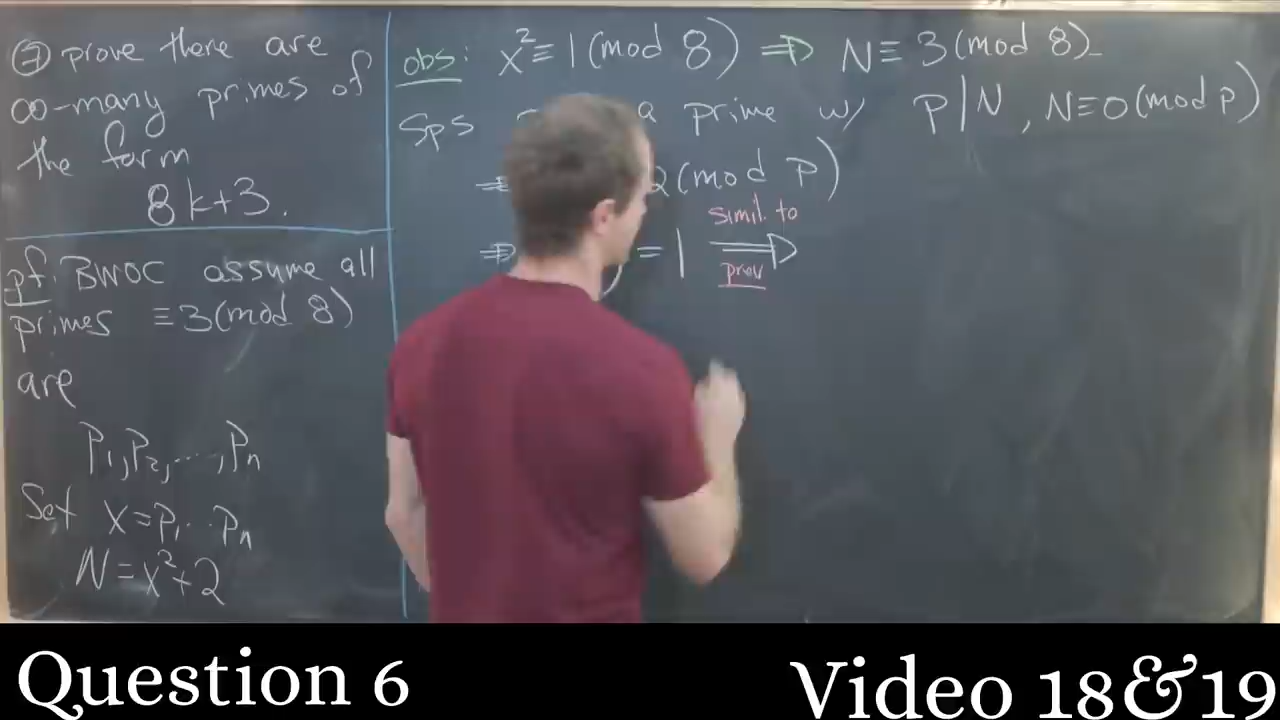 ⑦ prove there are
∞-many primes of
the form
8k+3.
pf: BWOC assume all
primes ≡3(mod 8)
are
P₁,P₂,...,Pₙ
Set x=P₁...Pₙ
N=x²+2
obs: x²≡1(mod 8) ⇒ N≡3(mod 8)
Sps a prime w/ P|N, N≡0(mod p)
⇒ 2(mod P)
⇒ =1 simil. to ⇒ prev
Question 6
Video 18&19